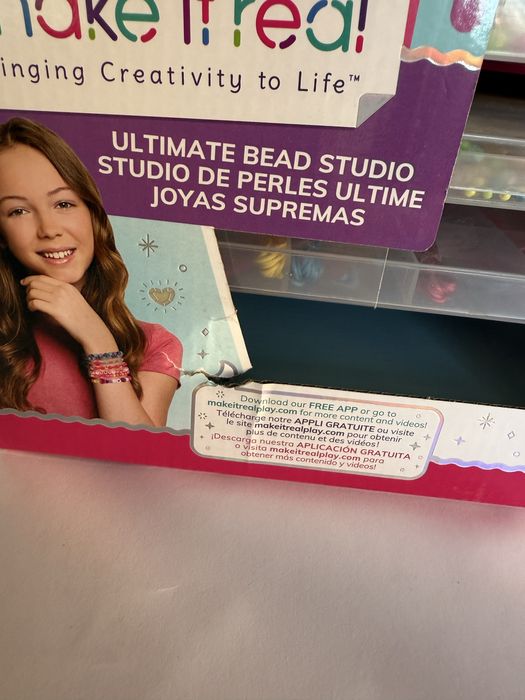 make it real
inging Creativity to Life™
ULTIMATE BEAD STUDIO
STUDIO DE PERLES ULTIME
JOYAS SUPREMAS
Download our FREE APP or go to
makeitrealplay.com for more content and videos!
Télécharge notre APPLI GRATUITE ou visite
le site makeitrealplay.com pour obtenir
plus de contenu et des vidéos!
¡Descarga nuestra APLICACIÓN GRATUITA
o visita makeitrealplay.com para
obtener más contenido y videos!